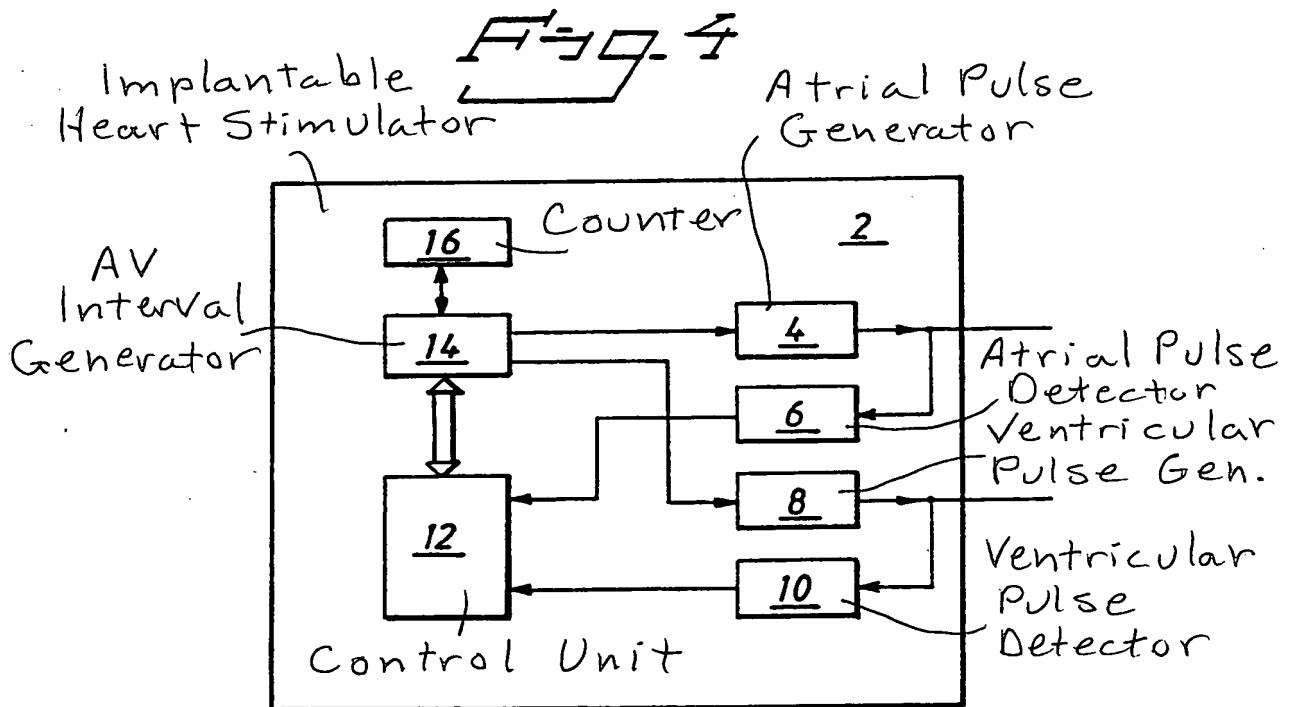 Fig. 4
Implantable
Heart Stimulator
Atrial Pulse
Generator
16
Counter
2
AV
Interval
Generator
14
4
Atrial Pulse
Detector
6
Ventricular
Pulse Gen.
8
12
10
Ventricular
Pulse
Detector
Control Unit